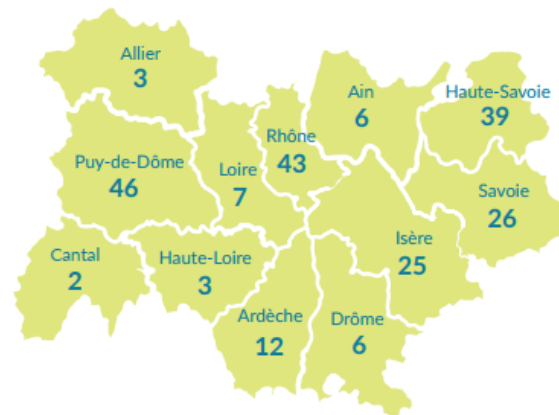 Allier
3
Ain
6
Haute-Savoie
39
Puy-de-Dôme
46
Loire
7
Rhône
43
Savoie
26
Isère
25
Cantal
2
Haute-Loire
3
Ardèche
12
Drôme
6